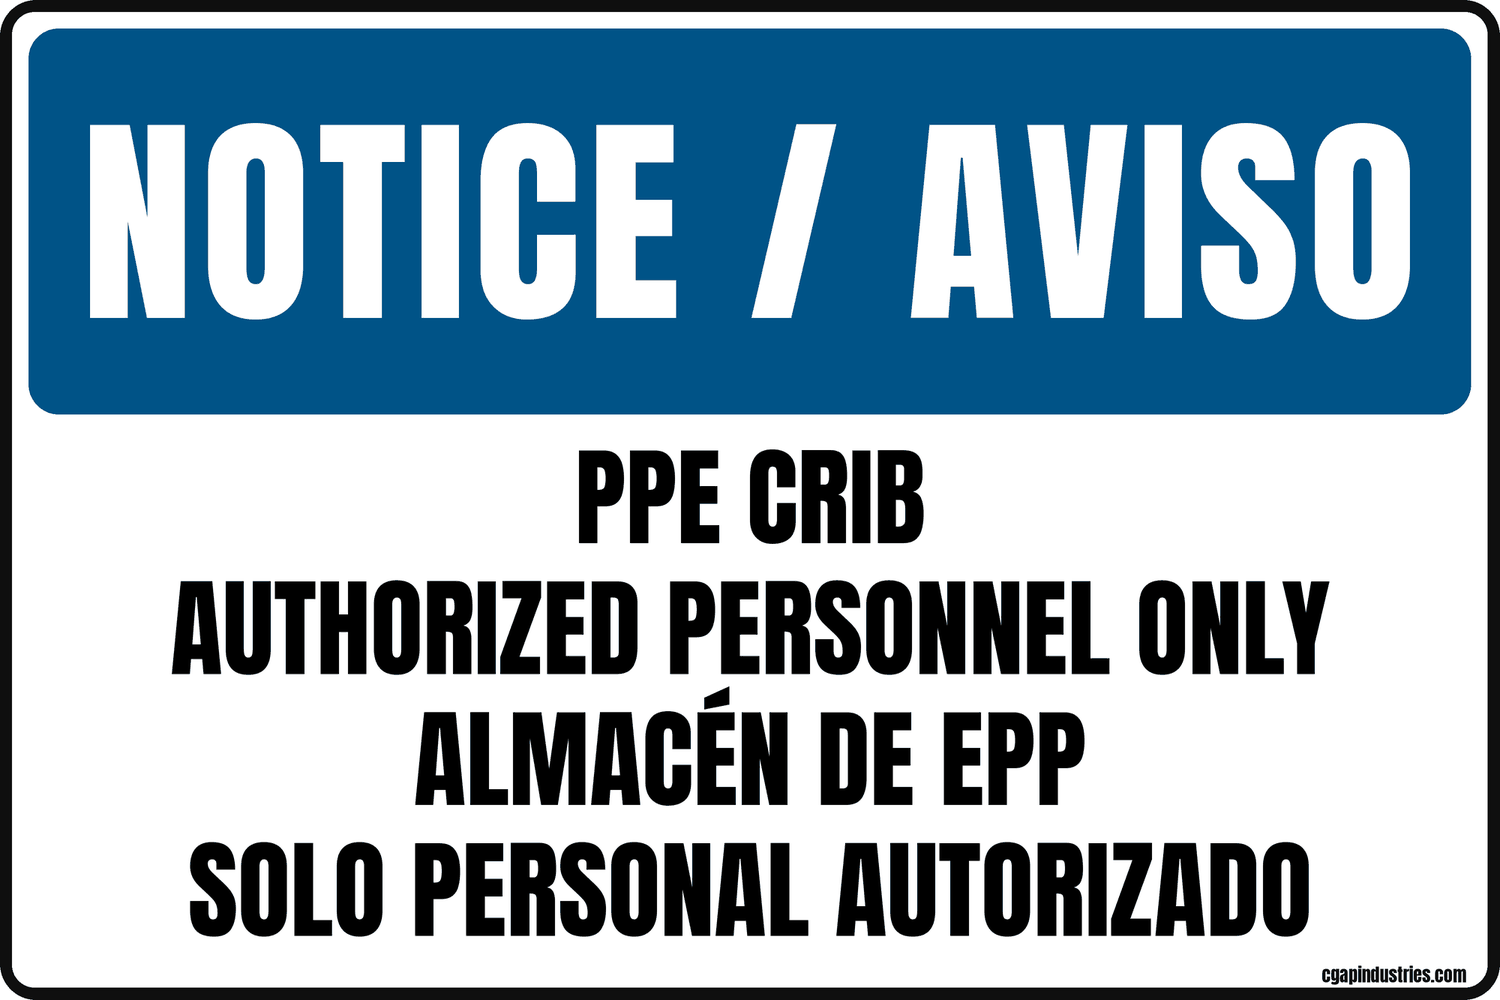 NOTICE / AVISO
PPE CRIB
AUTHORIZED PERSONNEL ONLY
ALMACÉN DE EPP
SOLO PERSONAL AUTORIZADO
cgapindustries.com